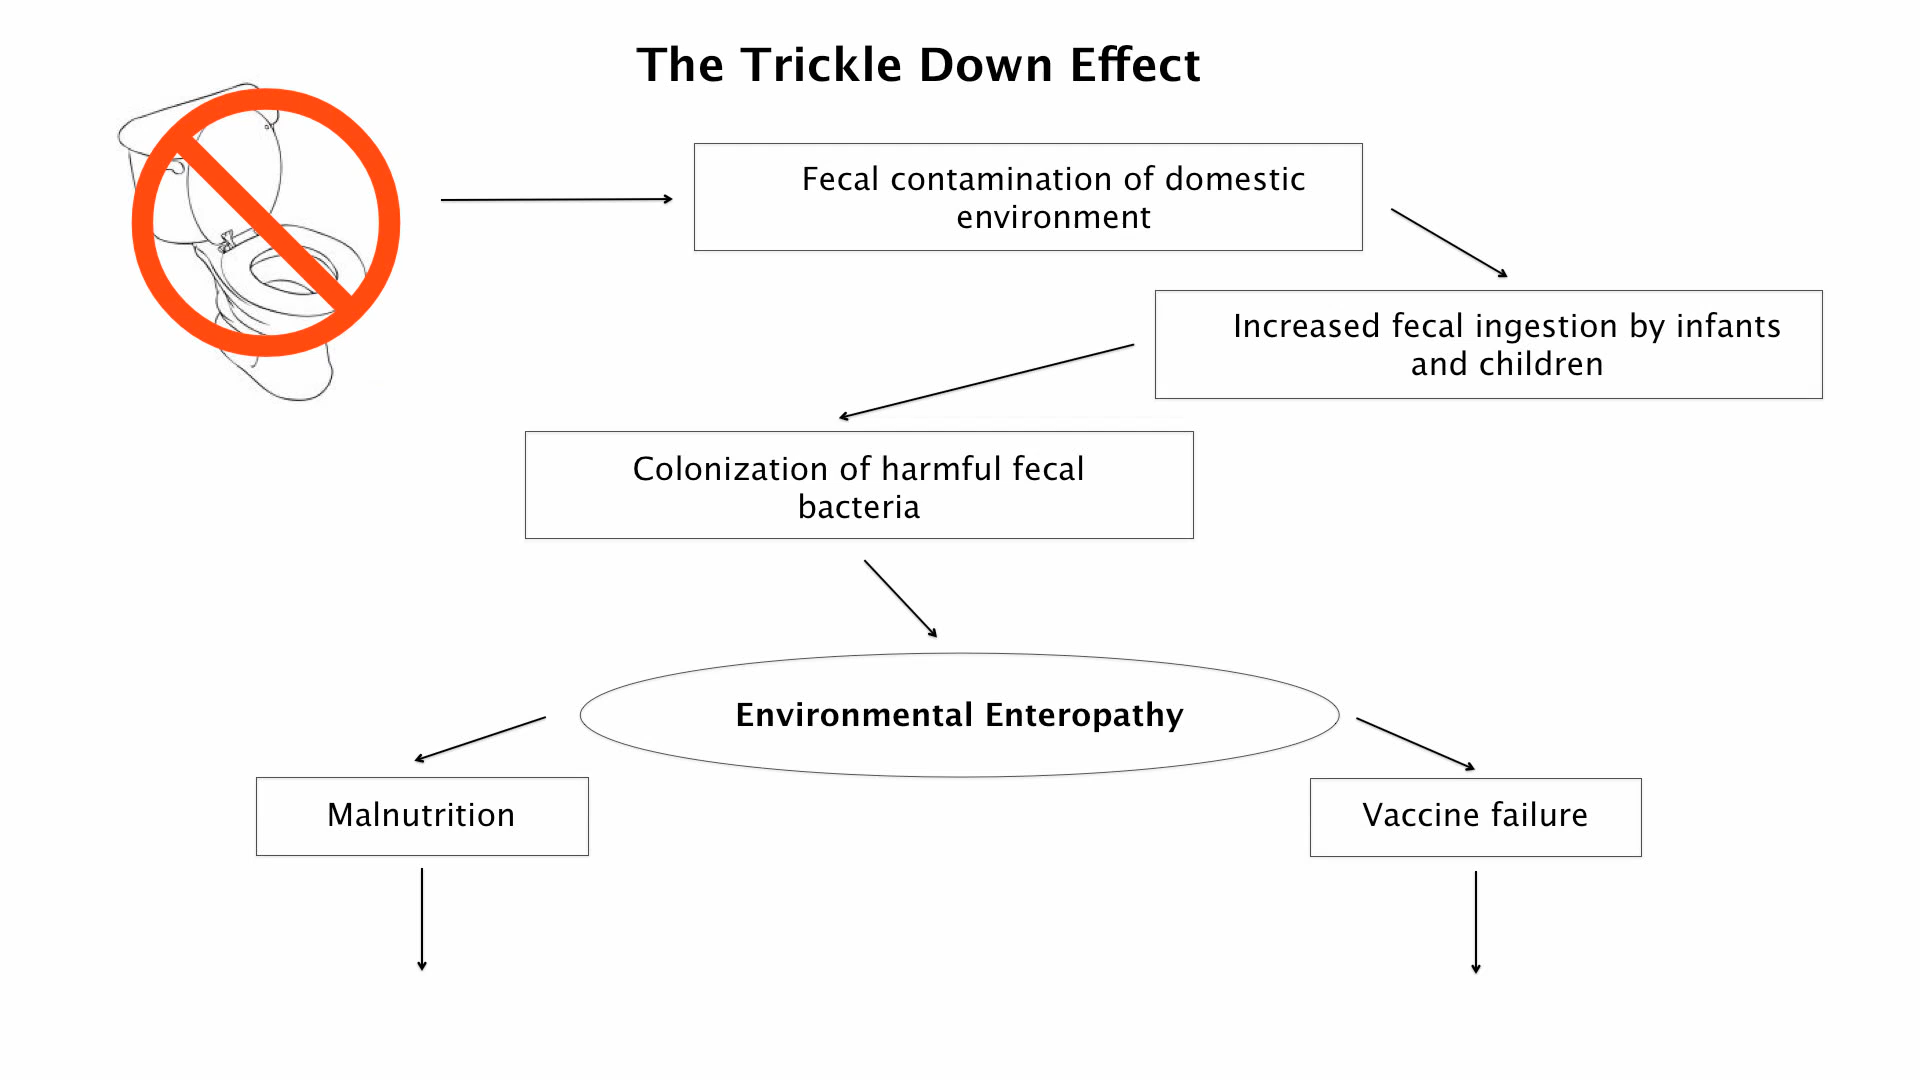 The Trickle Down Effect
Fecal contamination of domestic
environment
Increased fecal ingestion by infants
and children
Colonization of harmful fecal
bacteria
Environmental Enteropathy
Malnutrition
Vaccine failure